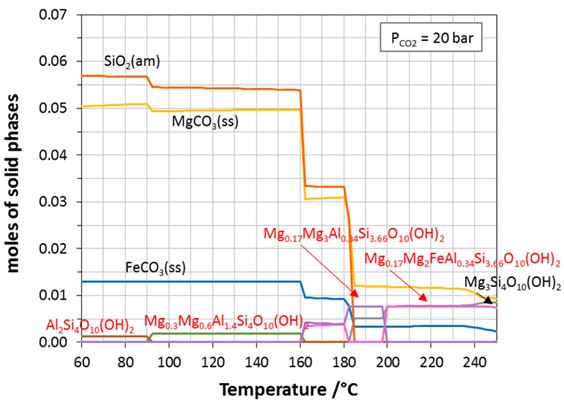 0.07
P_CO2 = 20 bar
0.06
SiO₂(am)
0.05
MgCO₃(ss)
0.04
0.03
Mg₀.₁₇Mg₃Al₀.₃₄Si₃.₆₆O₁₀(OH)₂
0.02
Mg₀.₁₇Mg₂FeAl₀.₃₄Si₃.₆₆O₁₀(OH)₂
FeCO₃(ss)
Mg₃Si₄O₁₀(OH)₂
0.01
Al₂Si₄O₁₀(OH)₂
Mg₀.₃Mg₀.₆Al₁.₄Si₄O₁₀(OH)
0.00
60 80 100 120 140 160 180 200 220 240
Temperature /°C
moles of solid phases